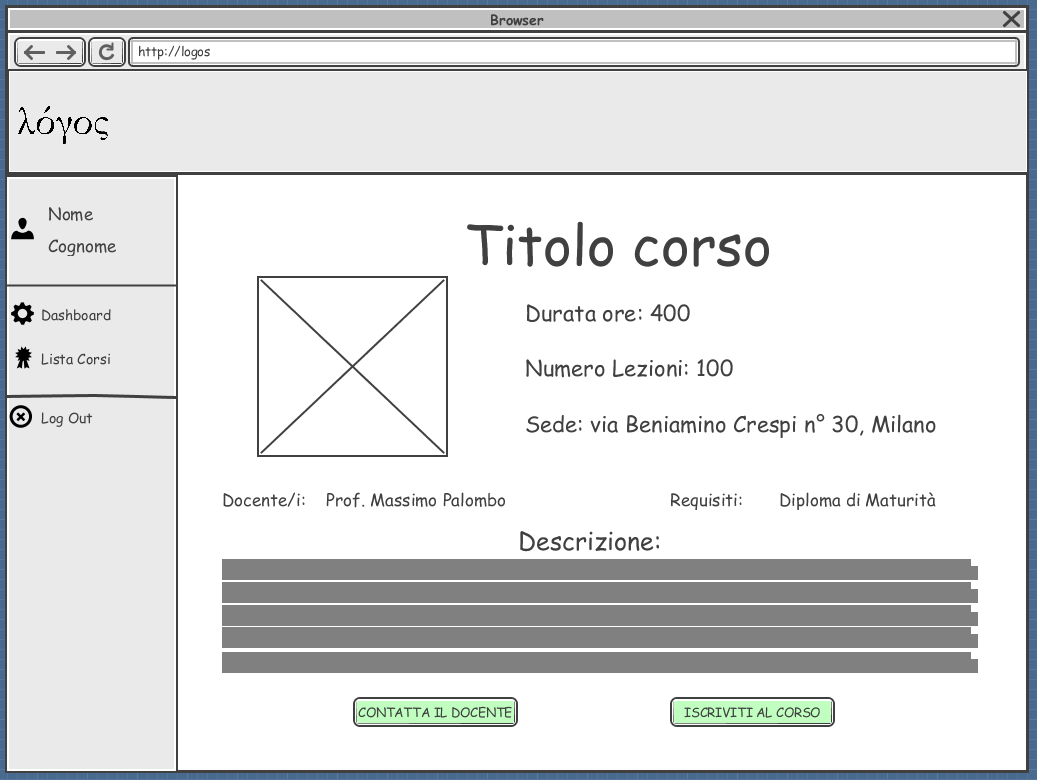 Browser
http://logos
λόγος
Nome
Cognome
Dashboard
Lista Corsi
Log Out
Titolo corso
Durata ore: 400
Numero Lezioni: 100
Sede: via Beniamino Crespi n° 30, Milano
Docente/i: Prof. Massimo Palombo
Requisiti: Diploma di Maturità
Descrizione:
CONTATTA IL DOCENTE
ISCRIVITI AL CORSO